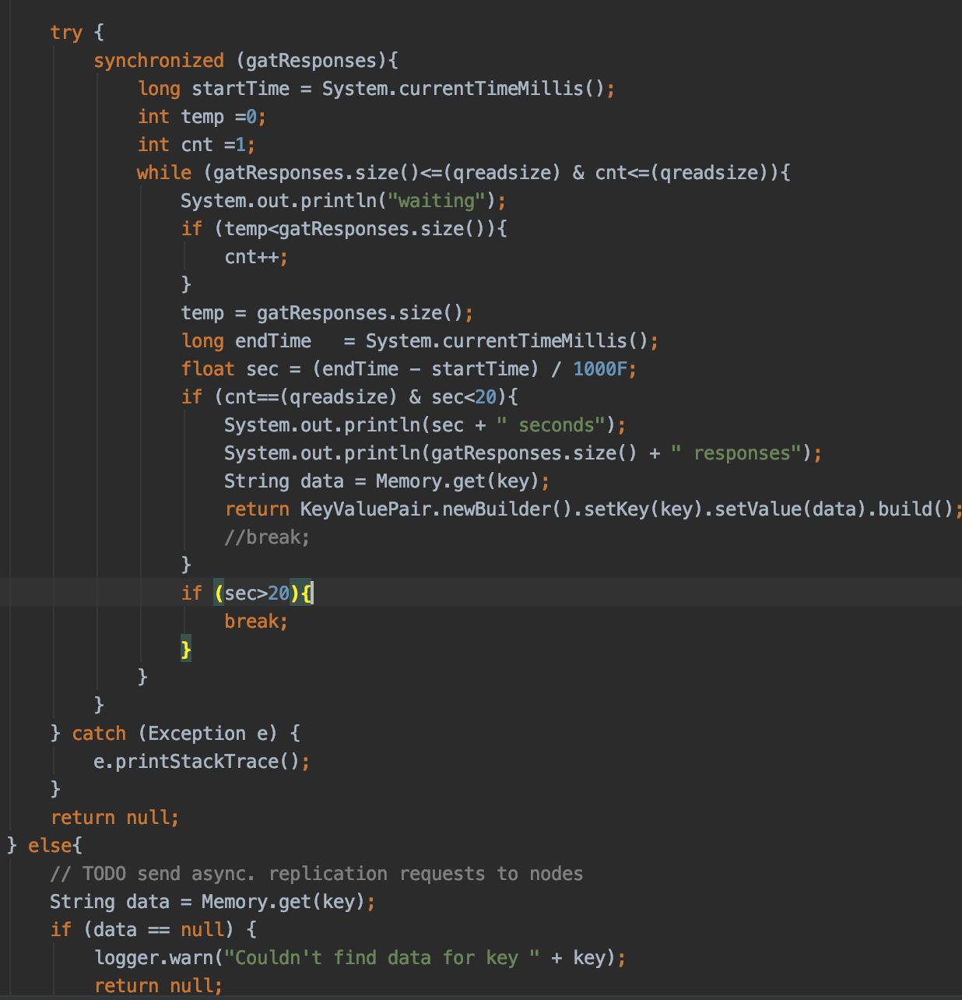 try {
synchronized (gatResponses){
long startTime = System.currentTimeMillis();
int temp =0;
int cnt =1;
while (gatResponses.size()<=(qreadsize) & cnt<=(qreadsize)){
System.out.println("waiting");
if (temp<gatResponses.size()){
cnt++;
}
temp = gatResponses.size();
long endTime   = System.currentTimeMillis();
float sec = (endTime - startTime) / 1000F;
if (cnt==(qreadsize) & sec<20){
System.out.println(sec + " seconds");
System.out.println(gatResponses.size() + " responses");
String data = Memory.get(key);
return KeyValuePair.newBuilder().setKey(key).setValue(data).build();
//break;
}
if (sec>20){
break;
}
}
}
} catch (Exception e) {
e.printStackTrace();
}
return null;
} else{
// TODO send async. replication requests to nodes
String data = Memory.get(key);
if (data == null) {
logger.warn("Couldn't find data for key " + key);
return null;